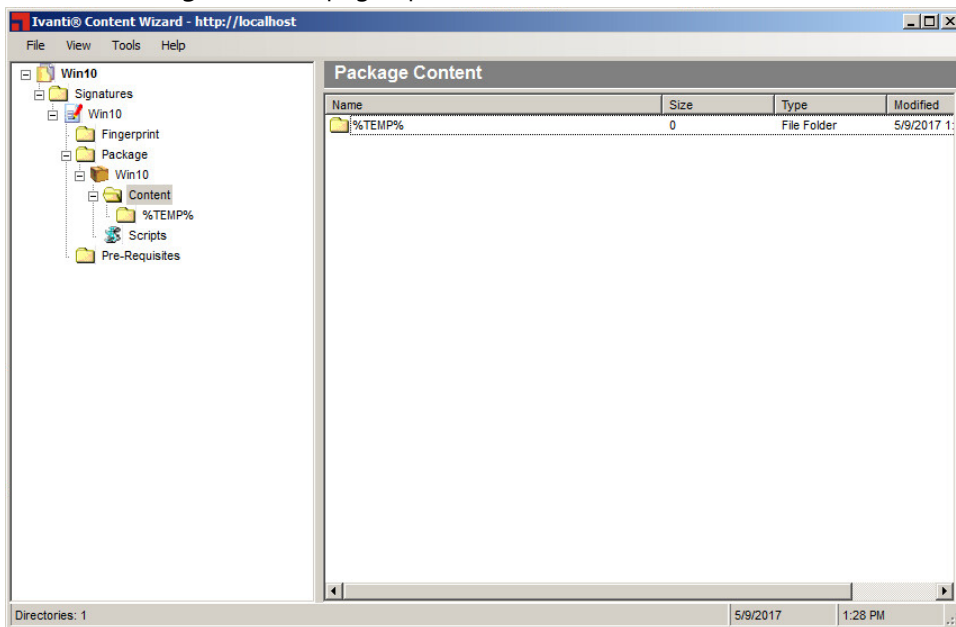 Ivanti® Content Wizard - http://localhost
File View Tools Help
Win10
Signatures
Win10
Fingerprint
Package
Win10
Content
%TEMP%
Scripts
Pre-Requisites
Package Content
Name Size Type Modified
%TEMP% 0 File Folder 5/9/2017 1:
Directories: 1 5/9/2017 1:28 PM